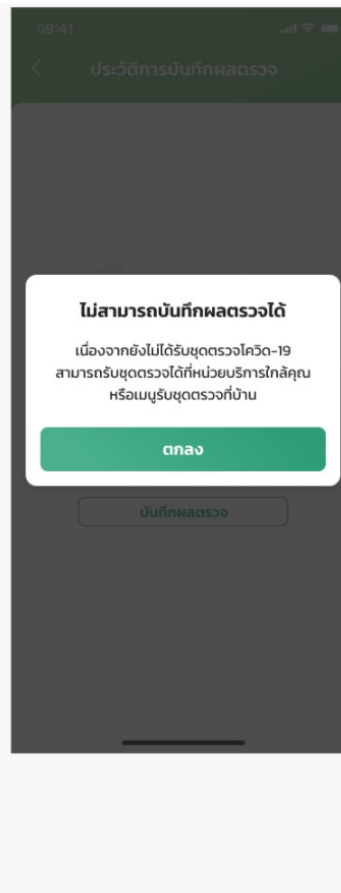 09:41
ประวัติการบันทึกผลตรวจ
ไม่สามารถบันทึกผลตรวจได้
เนื่องจากยังไม่ได้รับชุดตรวจโควิด-19
สามารถรับชุดตรวจได้ที่หน่วยบริการใกล้คุณ
หรือเมนูรับชุดตรวจที่บ้าน
ตกลง
บันทึกผลตรวจ